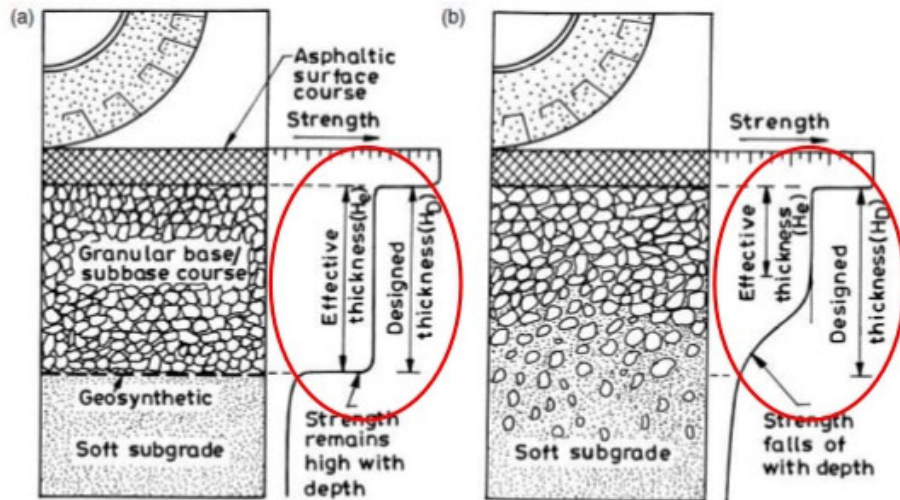 (a)
Asphaltic
surface
course
Strength
Granular base/
subbase course
Effective
thickness(He)
Designed
thickness(HD)
Geosynthetic
Strength
remains
high with
depth
Soft subgrade
(b)
Strength
Effective
thickness
(He)
Designed
thickness(HD)
Strength
falls of
with depth
Soft subgrade